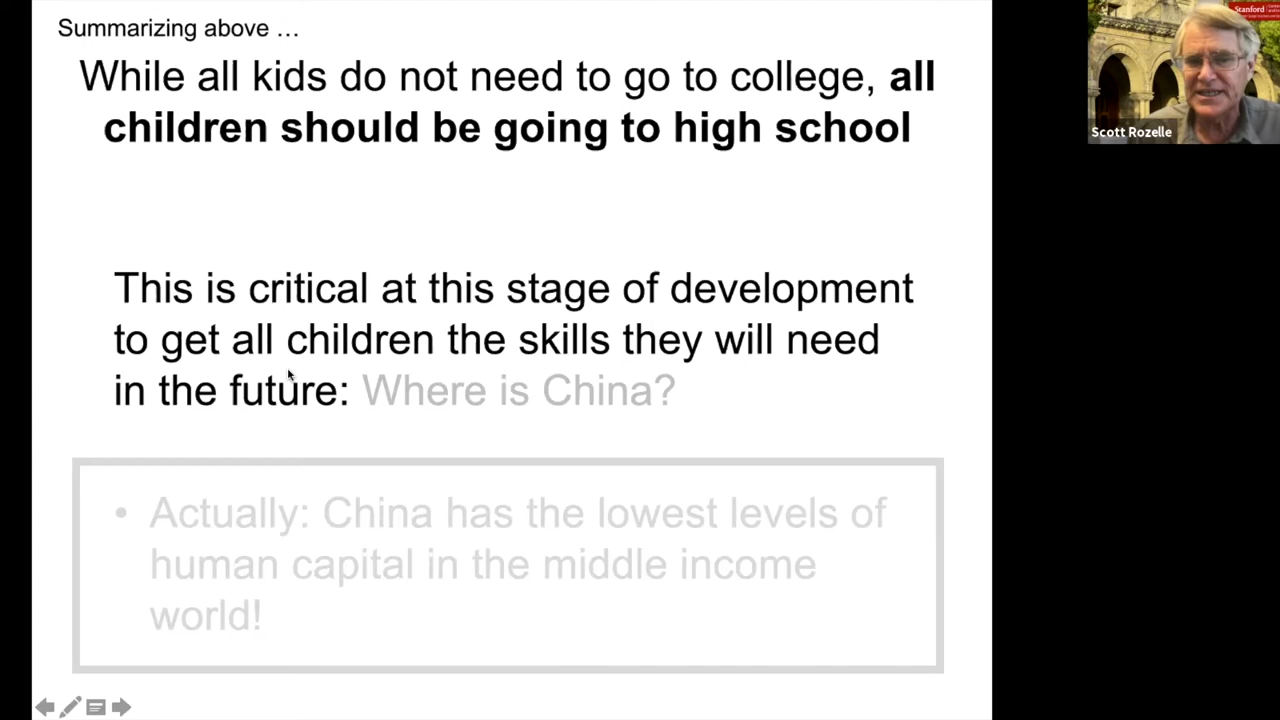 Summarizing above …
While all kids do not need to go to college, all
children should be going to high school
This is critical at this stage of development
to get all children the skills they will need
in the future: Where is China?
• Actually: China has the lowest levels of
human capital in the middle income
world!
Stanford
Scott Rozelle